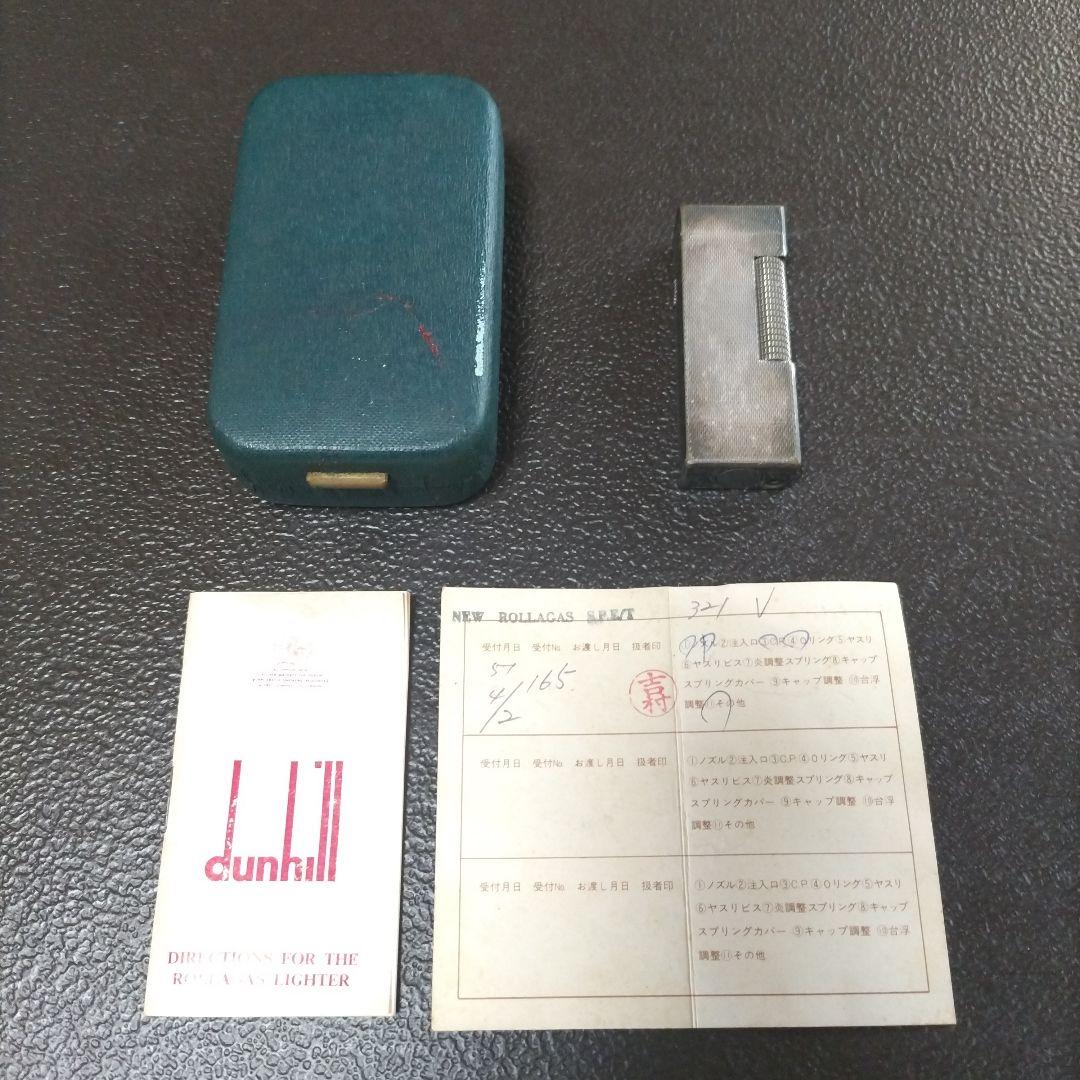 dunhill
DIRECTIONS FOR THE
ROLLAGAS LIGHTER
NEW ROLLAGAS S.P.E/T
321 V
受付月日 受付No. お渡し月日 扱者印
①ノズル②注入口③C.P.④Oリング⑤ヤスリ
⑥ヤスリビス⑦炎調整スプリング⑧キャップ
スプリングカバー ⑨キャップ調整 ⑩台浮
調整⑪その他
51
4/2
165
吉村
受付月日 受付No. お渡し月日 扱者印
①ノズル②注入口③C.P.④Oリング⑤ヤスリ
⑥ヤスリビス⑦炎調整スプリング⑧キャップ
スプリングカバー ⑨キャップ調整 ⑩台浮
調整⑪その他
受付月日 受付No. お渡し月日 扱者印
①ノズル②注入口③C.P.④Oリング⑤ヤスリ
⑥ヤスリビス⑦炎調整スプリング⑧キャップ
スプリングカバー ⑨キャップ調整 ⑩台浮
調整⑪その他